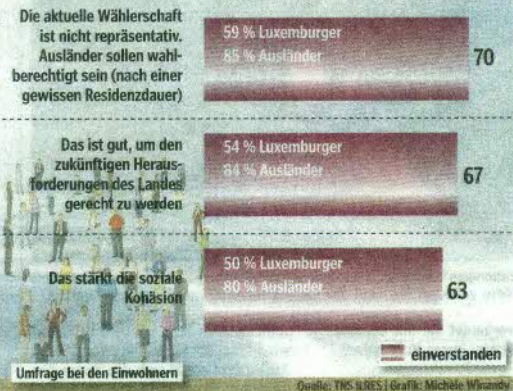 Die aktuelle Wählerschaft
ist nicht repräsentativ.
Ausländer sollen wahl-
berechtigt sein (nach einer
gewissen Residenzdauer)
59 % Luxemburger
85 % Ausländer
70
Das ist gut, um den
zukünftigen Heraus-
forderungen des Landes
gerecht zu werden
54 % Luxemburger
84 % Ausländer
67
Das stärkt die soziale
Kohäsion
50 % Luxemburger
80 % Ausländer
63
einverstanden
Umfrage bei den Einwohnern
Quelle: TNS ILRES | Grafik: Michèle Winandy